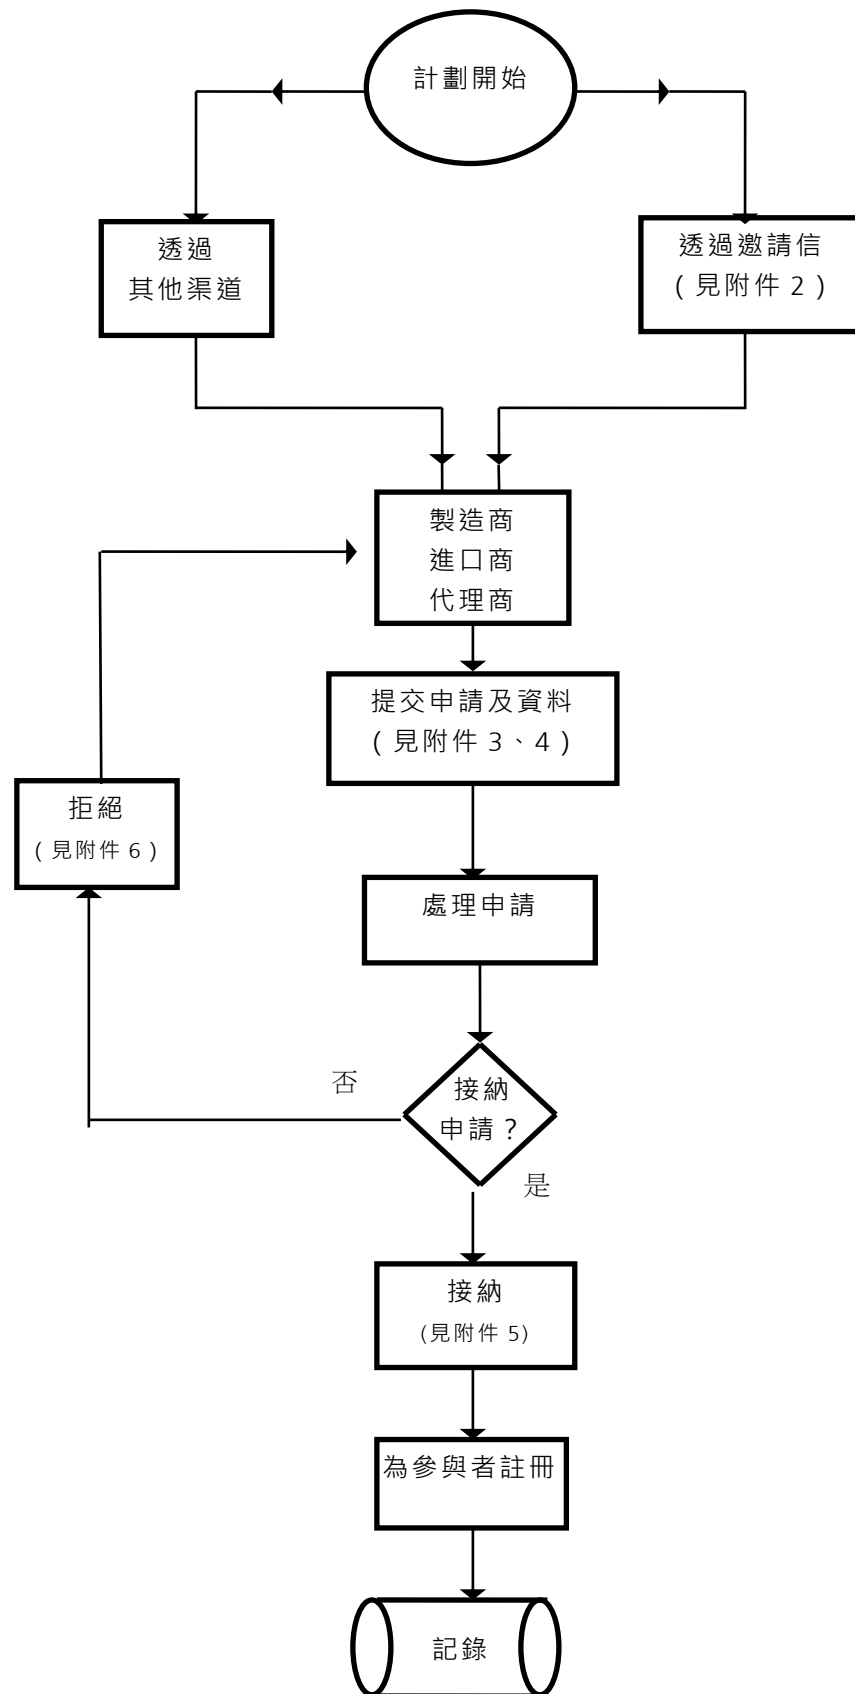 計劃開始
透過
其他渠道
透過邀請信
(見附件 2)
製造商
進口商
代理商
提交申請及資料
(見附件 3、4)
拒絕
(見附件 6)
處理申請
否
接納
申請?
是
接納
(見附件 5)
為參與者註冊
記錄